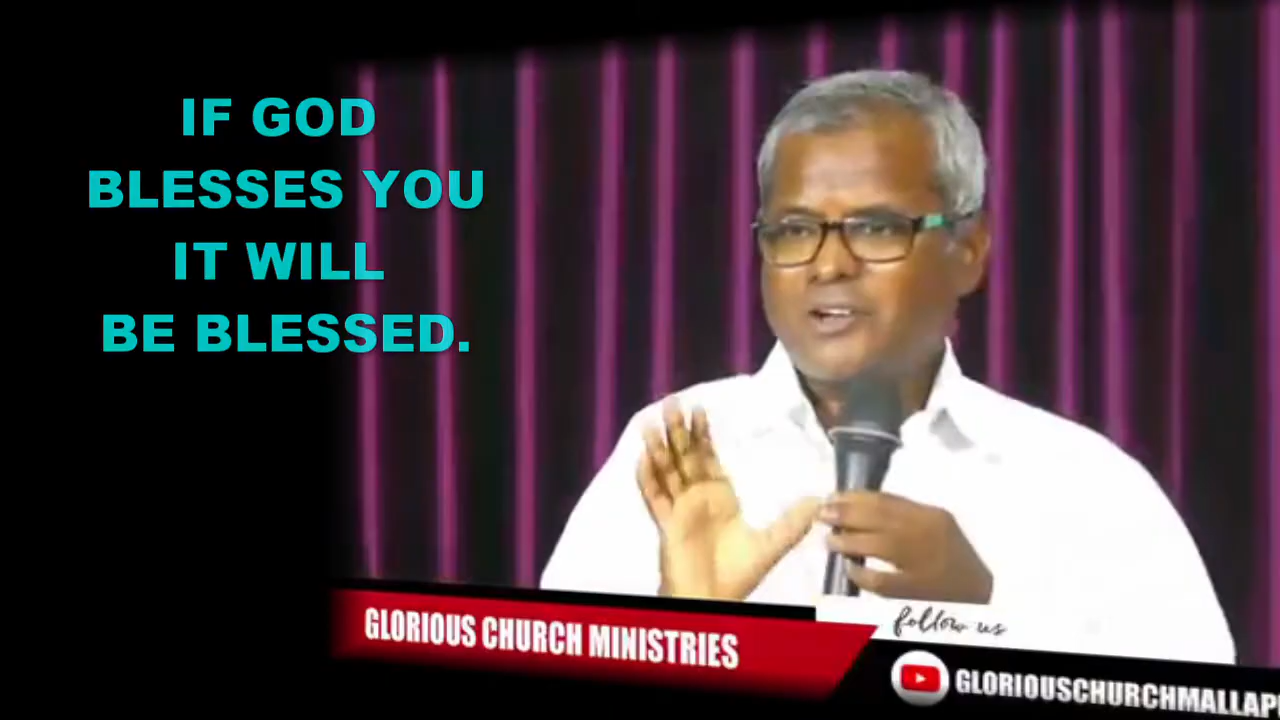 IF GOD
BLESSES YOU
IT WILL
BE BLESSED.
GLORIOUS CHURCH MINISTRIES
follow us